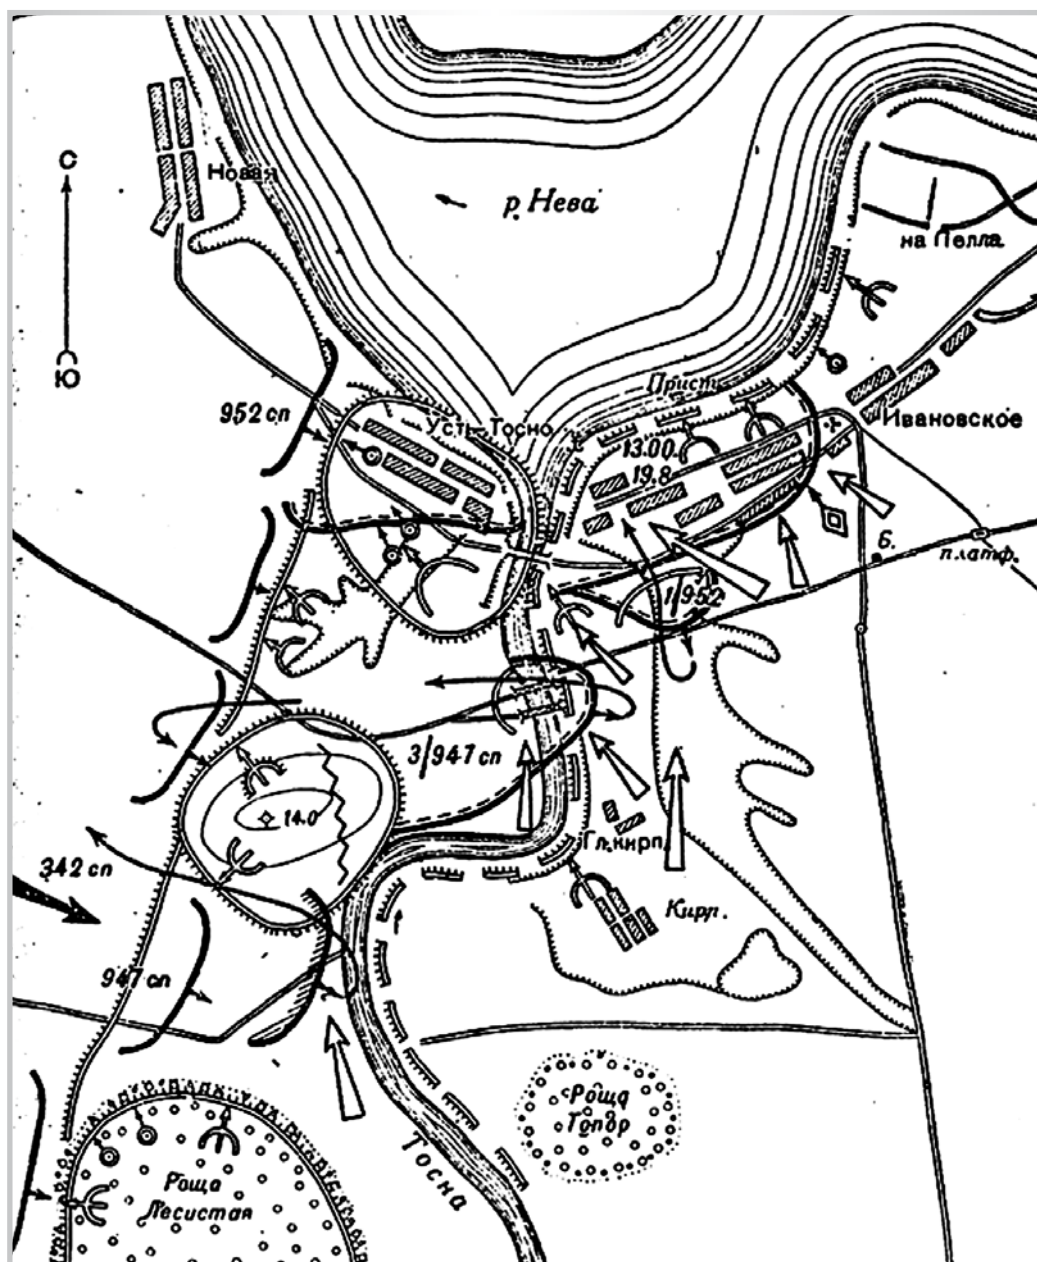 С
Новая
р. Нева
на Пелла
Ю
952 сп
Усть-Тосно
Прист.
Ивановское
13.00
19.8
Б.
платф.
1/952
3/947 сп
14.0
Гл. кирп.
342 сп
Кирп.
947 сп
Роща
Топор
Тосна
Роща
Лесистая